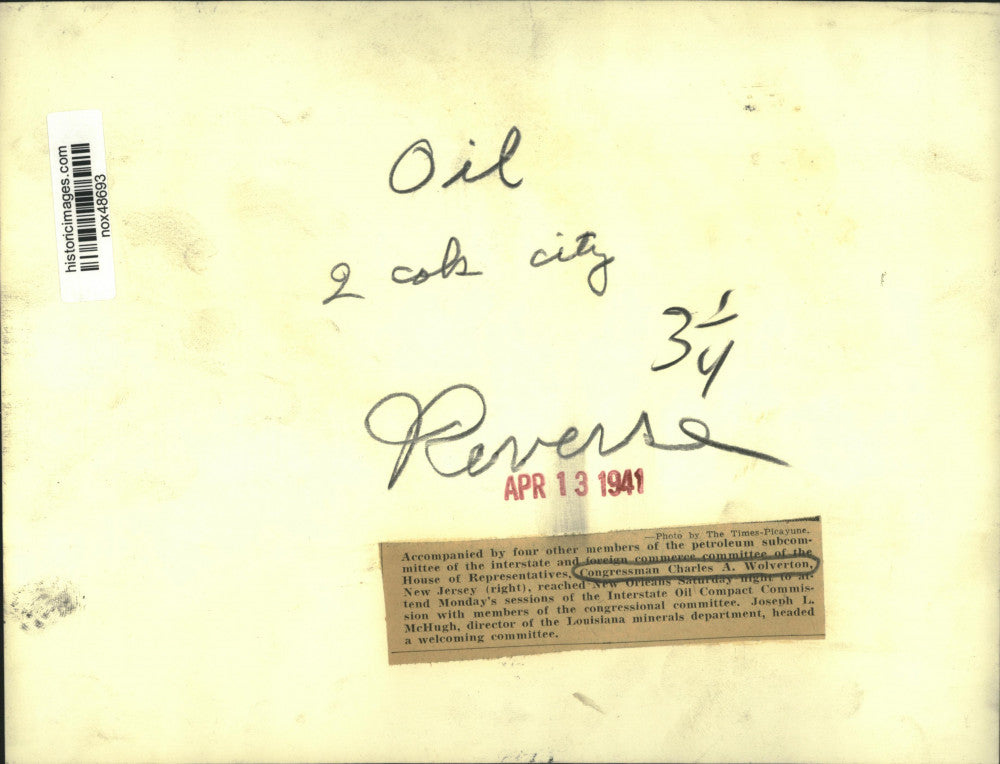 historicimages.com
nox48693
Oil
2 cols city
3 1/4
Reverse
APR 13 1941
—Photo by The Times-Picayune.
Accompanied by four other members of the petroleum subcom-
mittee of the interstate and foreign commerce committee of the
House of Representatives, Congressman Charles A. Wolverton,
New Jersey (right), reached New Orleans Saturday night to at-
tend Monday's sessions of the Interstate Oil Compact Commis-
sion with members of the congressional committee. Joseph L.
McHugh, director of the Louisiana minerals department, headed
a welcoming committee.